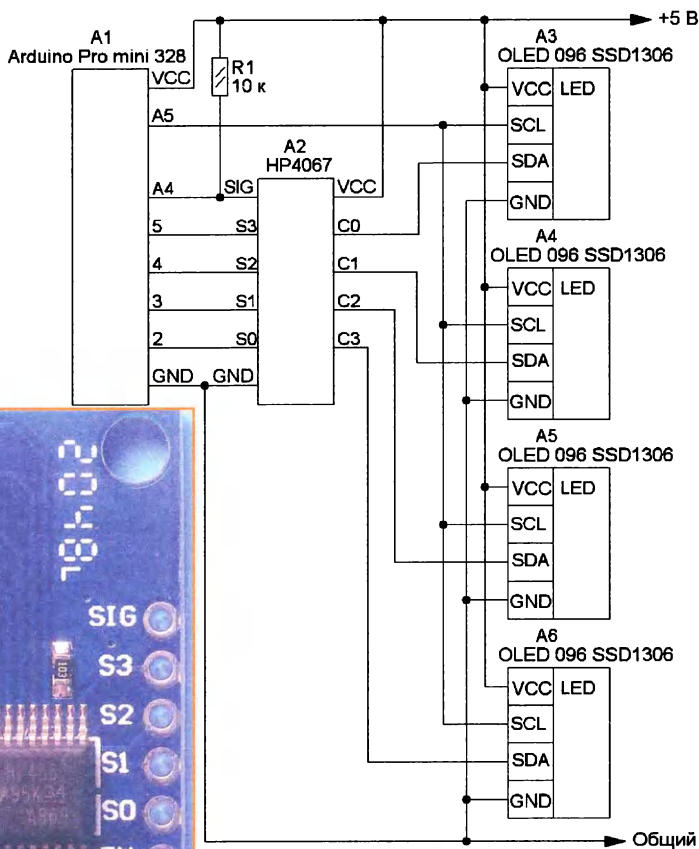 +5 В
A1
Arduino Pro mini 328
VCC
A5
A4
5
4
3
2
GND
R1
10 к
A2
HP4067
SIG
S3
S2
S1
S0
GND
VCC
C0
C1
C2
C3
A3
OLED 096 SSD1306
VCC LED
SCL
SDA
GND
A4
OLED 096 SSD1306
VCC LED
SCL
SDA
GND
A5
OLED 096 SSD1306
VCC LED
SCL
SDA
GND
A6
OLED 096 SSD1306
VCC LED
SCL
SDA
GND
Общий
SIG
S3
S2
S1
S0
103